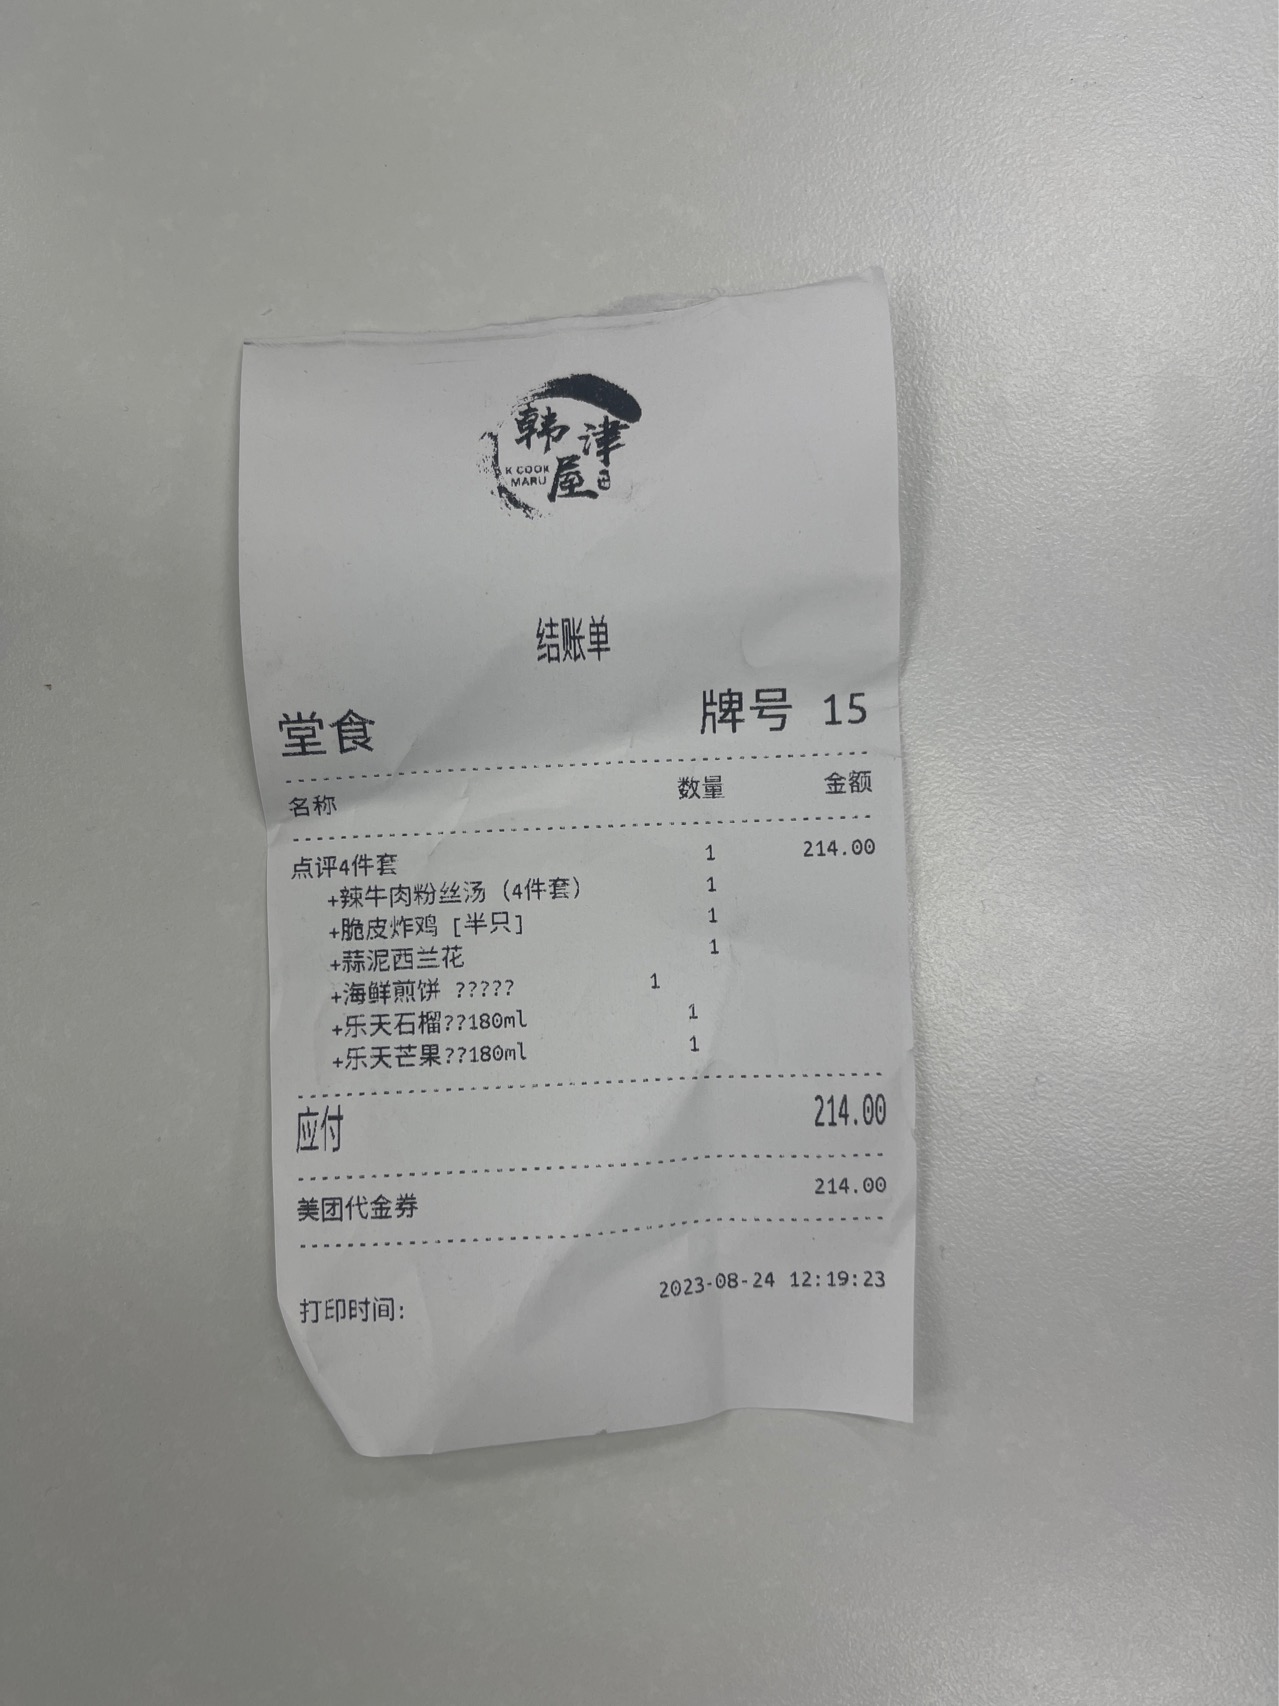 韩津屋
K COOK
MARU
结账单
堂食 牌号 15
名称 数量 金额
点评4件套 1 214.00
+辣牛肉粉丝汤（4件套） 1
+脆皮炸鸡 [半只] 1
+蒜泥西兰花 1
+海鲜煎饼 ????? 1
+乐天石榴??180ml 1
+乐天芒果??180ml 1
应付 214.00
美团代金券 214.00
打印时间: 2023-08-24 12:19:23